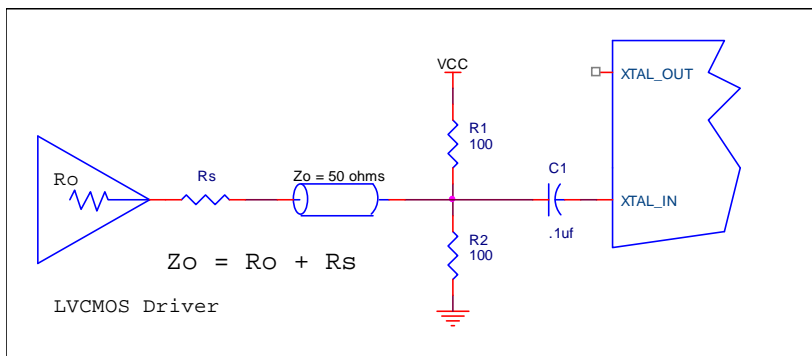 VCC
XTAL_OUT
R1
100
Ro
Rs
Zo = 50 ohms
C1
XTAL_IN
.1uf
R2
100
Zo = Ro + Rs
LVCMOS Driver